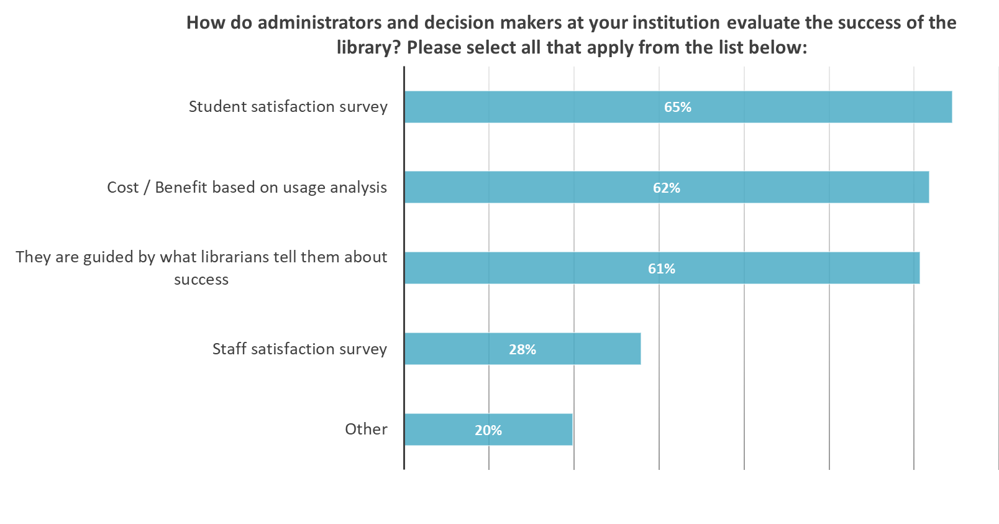 How do administrators and decision makers at your institution evaluate the success of the
library? Please select all that apply from the list below:
Student satisfaction survey
65%
Cost / Benefit based on usage analysis
62%
They are guided by what librarians tell them about
success
61%
Staff satisfaction survey
28%
Other
20%